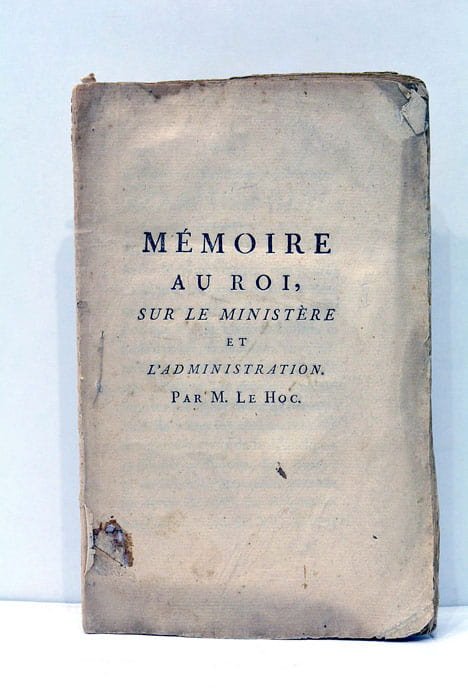 MÉMOIRE
AU ROI,
SUR LE MINISTÈRE
ET
L'ADMINISTRATION.
PAR M. LE HOC.